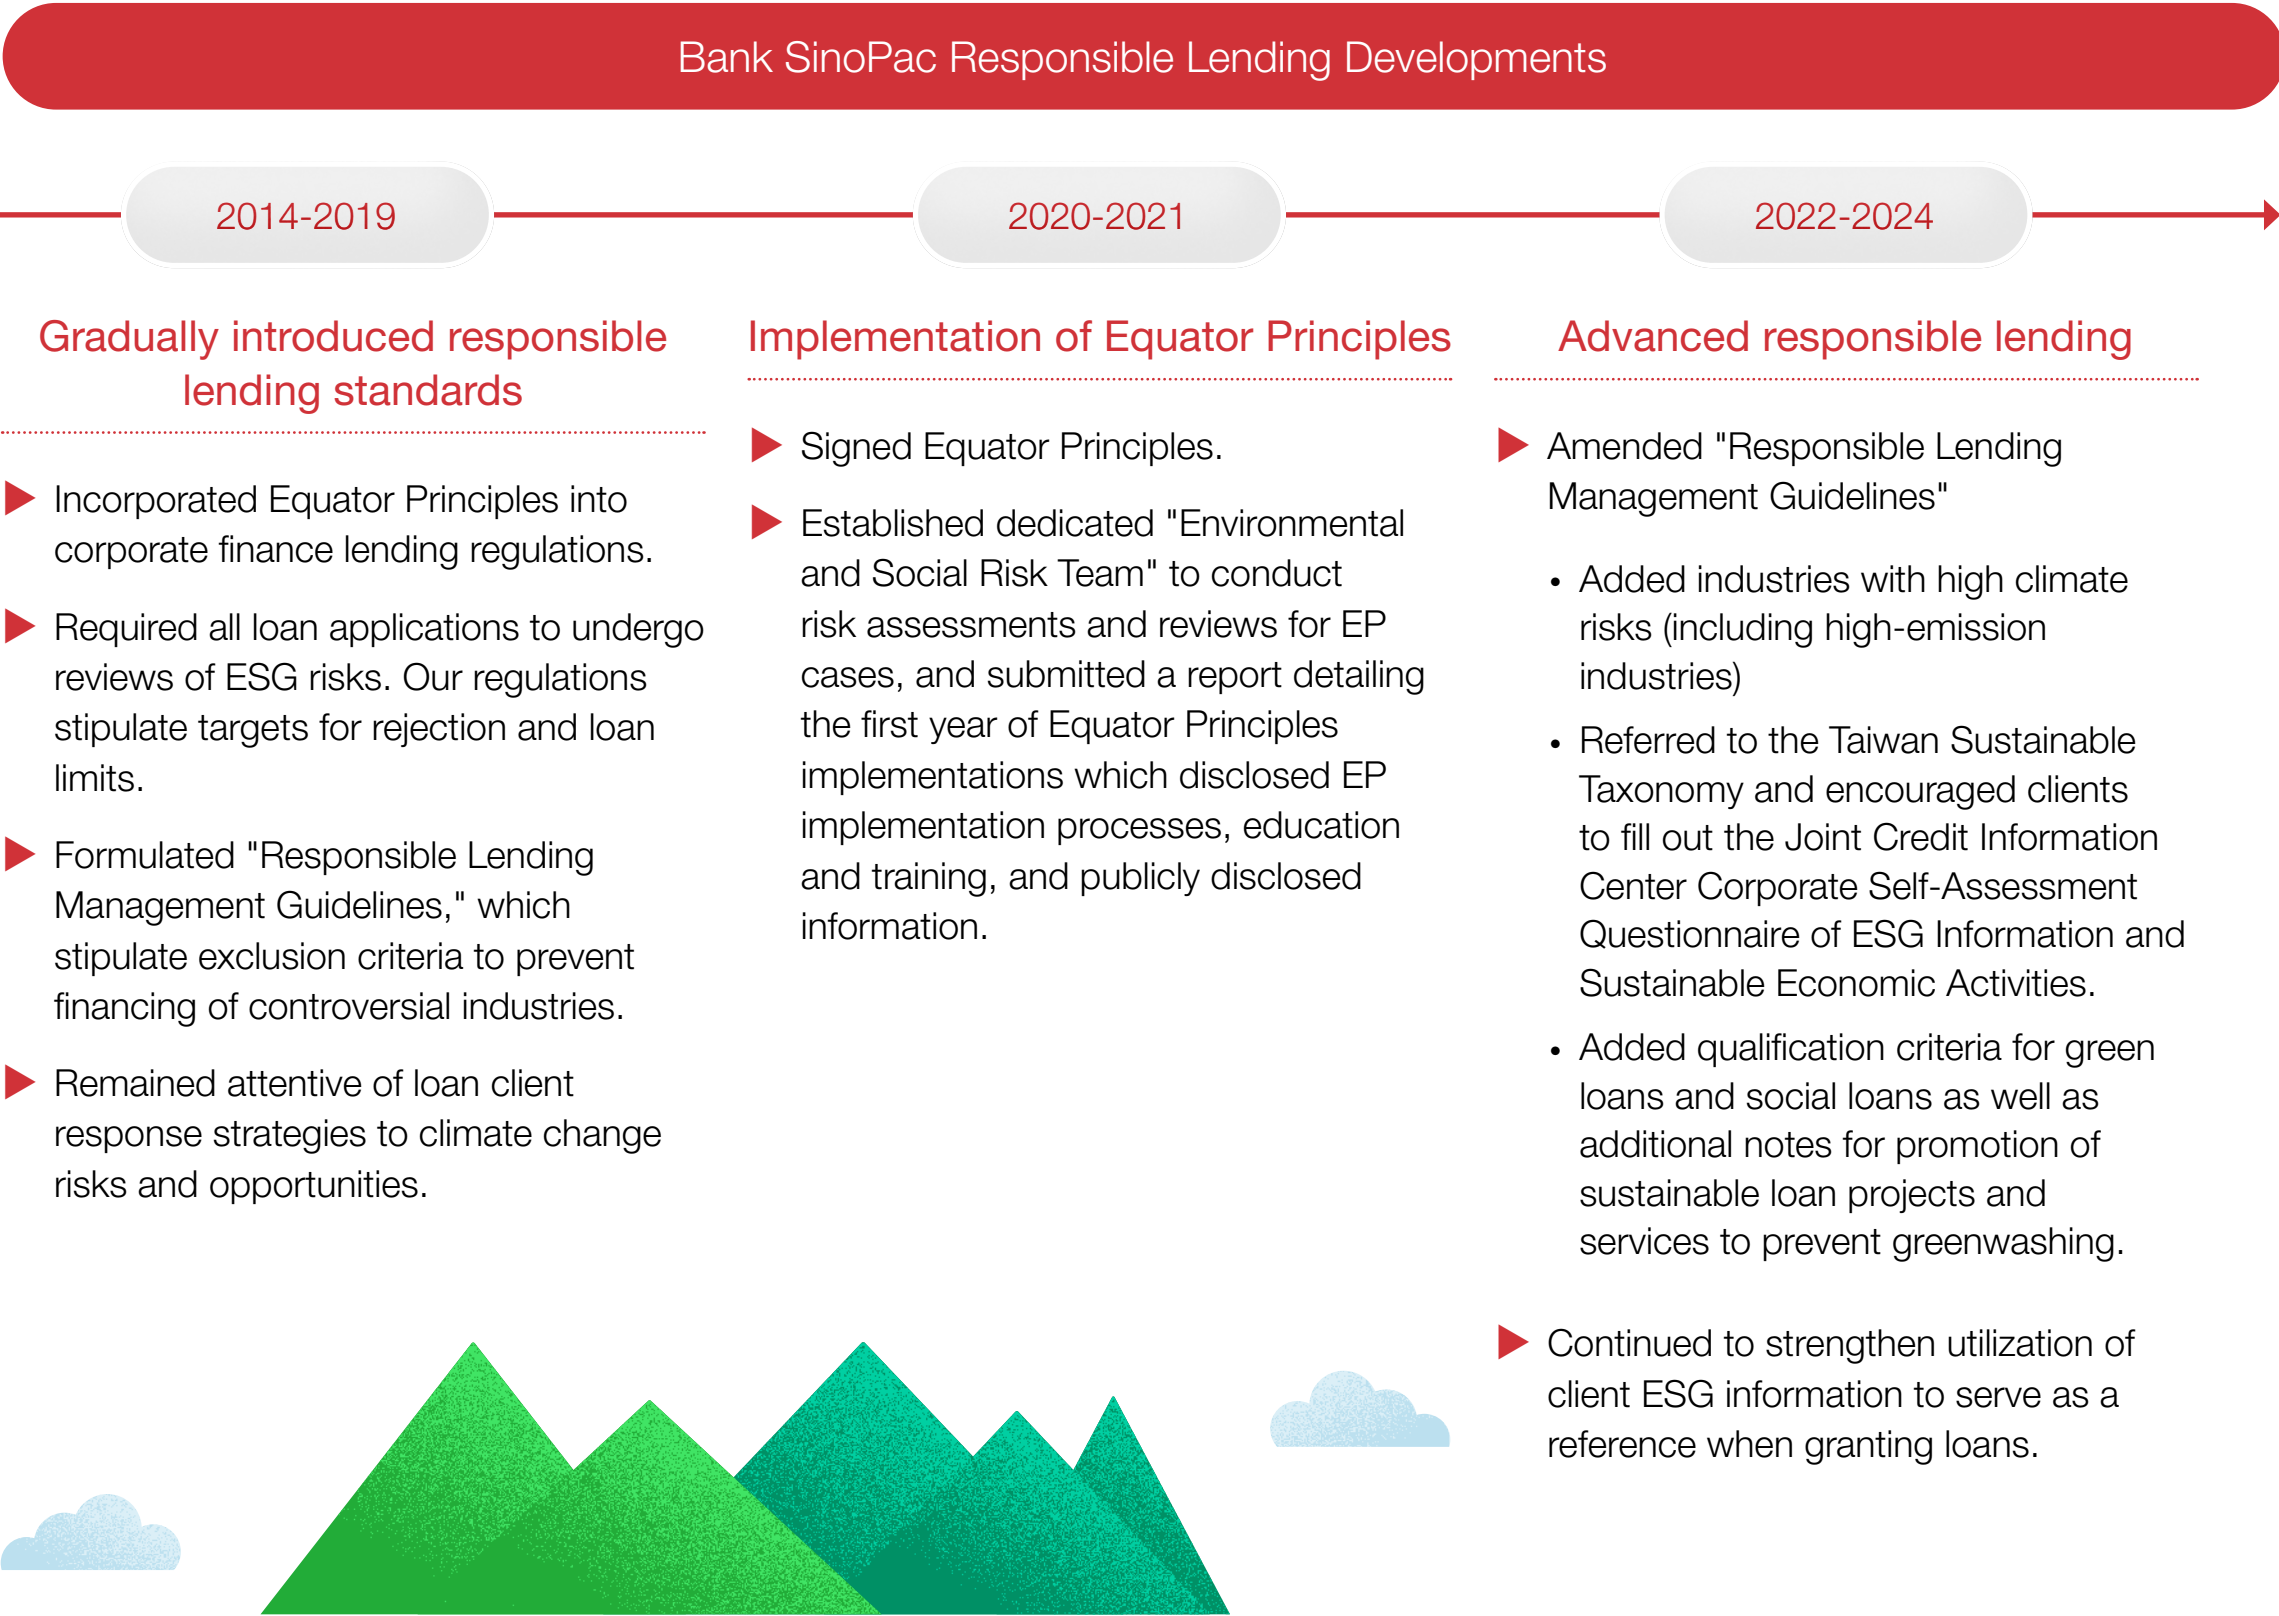 Bank SinoPac Responsible Lending Developments
2014-2019
Gradually introduced responsible
lending standards
Incorporated Equator Principles into
corporate finance lending regulations.
Required all loan applications to undergo
reviews of ESG risks. Our regulations
stipulate targets for rejection and loan
limits.
Formulated "Responsible Lending
Management Guidelines," which
stipulate exclusion criteria to prevent
financing of controversial industries.
Remained attentive of loan client
response strategies to climate change
risks and opportunities.
2020-2021
Implementation of Equator Principles
Signed Equator Principles.
Established dedicated "Environmental
and Social Risk Team" to conduct
risk assessments and reviews for EP
cases, and submitted a report detailing
the first year of Equator Principles
implementations which disclosed EP
implementation processes, education
and training, and publicly disclosed
information.
2022-2024
Advanced responsible lending
Amended "Responsible Lending
Management Guidelines"
• Added industries with high climate
risks (including high-emission
industries)
• Referred to the Taiwan Sustainable
Taxonomy and encouraged clients
to fill out the Joint Credit Information
Center Corporate Self-Assessment
Questionnaire of ESG Information and
Sustainable Economic Activities.
• Added qualification criteria for green
loans and social loans as well as
additional notes for promotion of
sustainable loan projects and
services to prevent greenwashing.
Continued to strengthen utilization of
client ESG information to serve as a
reference when granting loans.